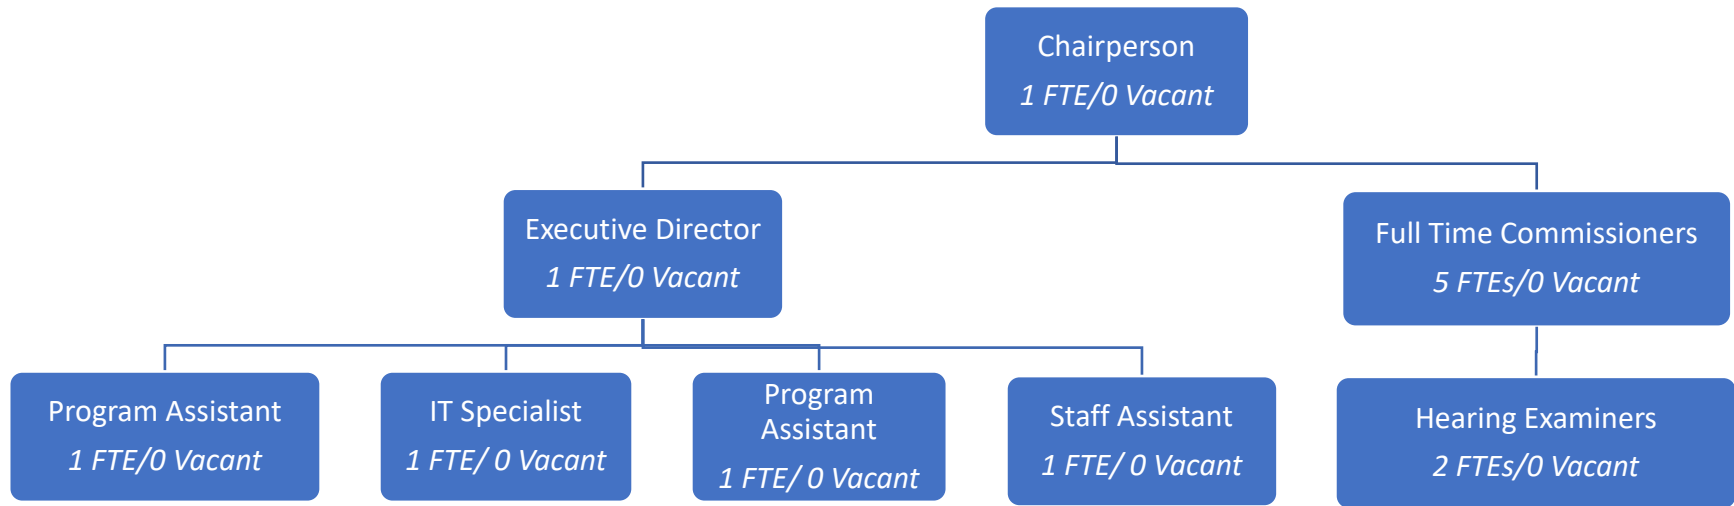 Chairperson
1 FTE/0 Vacant
Executive Director
1 FTE/0 Vacant
Full Time Commissioners
5 FTEs/0 Vacant
Program Assistant
1 FTE/0 Vacant
IT Specialist
1 FTE/ 0 Vacant
Program
Assistant
1 FTE/ 0 Vacant
Staff Assistant
1 FTE/ 0 Vacant
Hearing Examiners
2 FTEs/0 Vacant